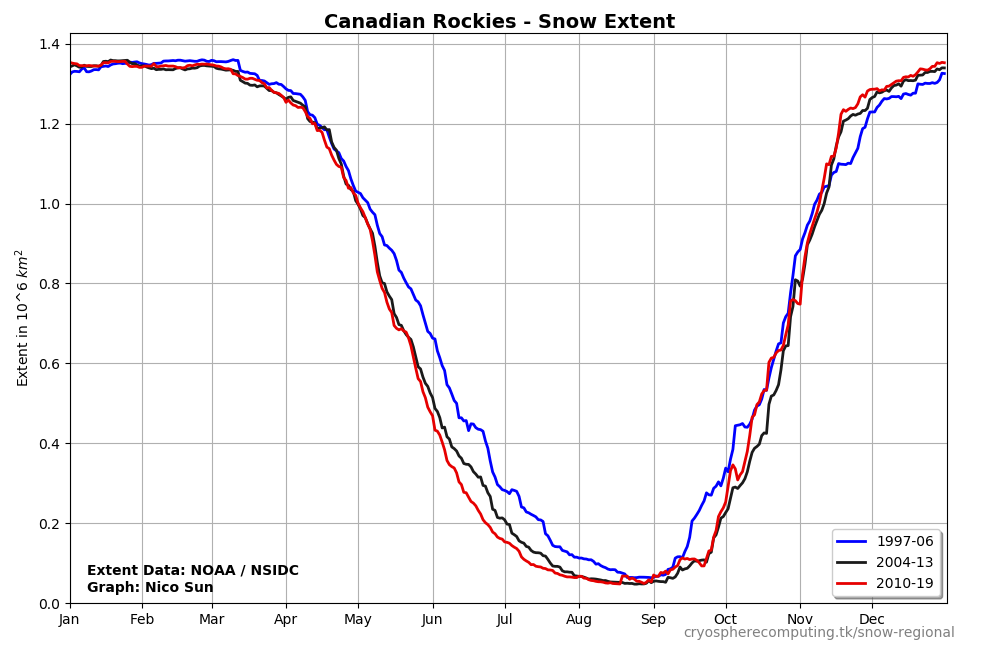 Canadian Rockies - Snow Extent
Extent in 10^6 km²
1.4
1.2
1.0
0.8
0.6
0.4
0.2
0.0
Extent Data: NOAA / NSIDC
Graph: Nico Sun
1997-06
2004-13
2010-19
Jan Feb Mar Apr May Jun Jul Aug Sep Oct Nov Dec
cryospherecomputing.tk/snow-regional